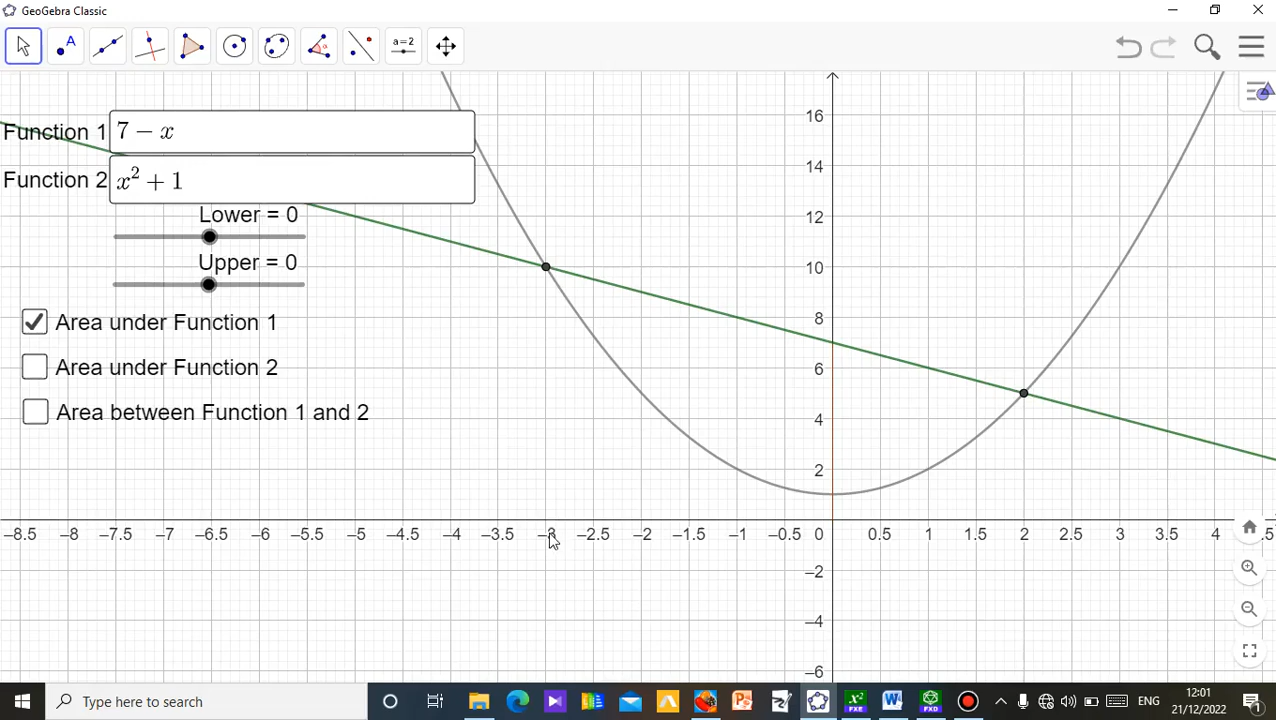 GeoGebra Classic
a=2
Function 1 7 − x
Function 2 x² + 1
Lower = 0
Upper = 0
Area under Function 1
Area under Function 2
Area between Function 1 and 2
16
14
12
10
8
6
4
2
–8.5 –8 –7.5 –7 –6.5 –6 –5.5 –5 –4.5 –4 –3.5 –3 –2.5 –2 –1.5 –1 –0.5 0 0.5 1 1.5 2 2.5 3 3.5 4
–2
–4
–6
Type here to search
ENG
12:01
21/12/2022